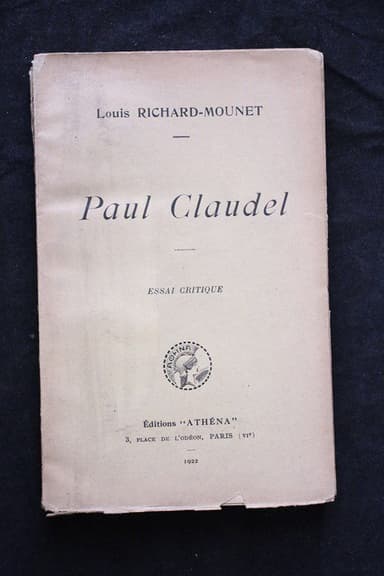 Louis RICHARD-MOUNET
Paul Claudel
ESSAI CRITIQUE
Éditions "ATHÉNA"
3, PLACE DE L'ODÉON, PARIS (VIe)
1922